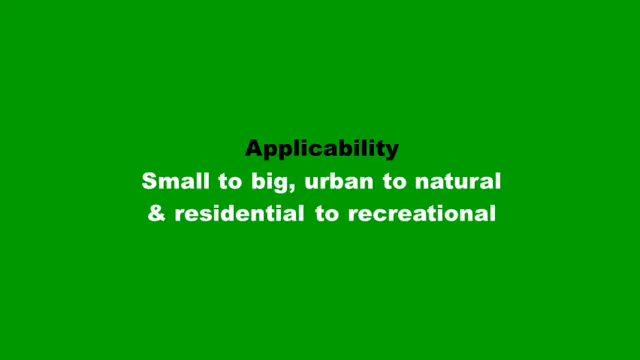 Applicability
Small to big, urban to natural
& residential to recreational